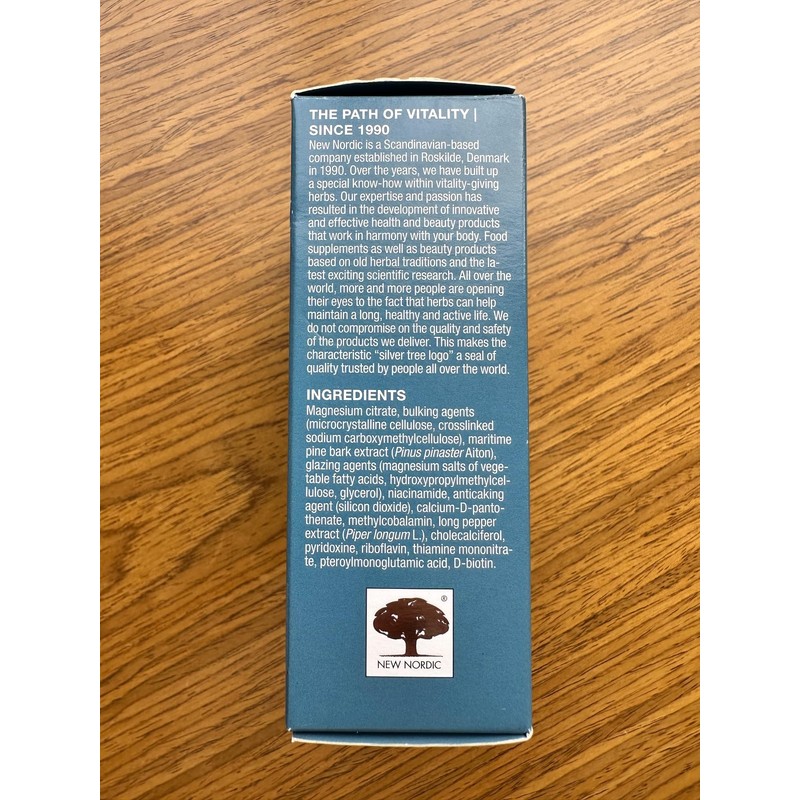 THE PATH OF VITALITY |
SINCE 1990
New Nordic is a Scandinavian-based
company established in Roskilde, Denmark
in 1990. Over the years, we have built up
a special know-how within vitality-giving
herbs. Our expertise and passion has
resulted in the development of innovative
and effective health and beauty products
that work in harmony with your body. Food
supplements as well as beauty products
based on old herbal traditions and the la-
test exciting scientific research. All over the
world, more and more people are opening
their eyes to the fact that herbs can help
maintain a long, healthy and active life. We
do not compromise on the quality and safety
of the products we deliver. This makes the
characteristic “silver tree logo” a seal of
quality trusted by people all over the world.
INGREDIENTS
Magnesium citrate, bulking agents
(microcrystalline cellulose, crosslinked
sodium carboxymethylcellulose), maritime
pine bark extract (Pinus pinaster Aiton),
glazing agents (magnesium salts of vege-
table fatty acids, hydroxypropylmethylcel-
lulose, glycerol), niacinamide, anticaking
agent (silicon dioxide), calcium-D-panto-
thenate, methylcobalamin, long pepper
extract (Piper longum L.), cholecalciferol,
pyridoxine, riboflavin, thiamine mononitra-
te, pteroylmonoglutamic acid, D-biotin.
®
NEW NORDIC